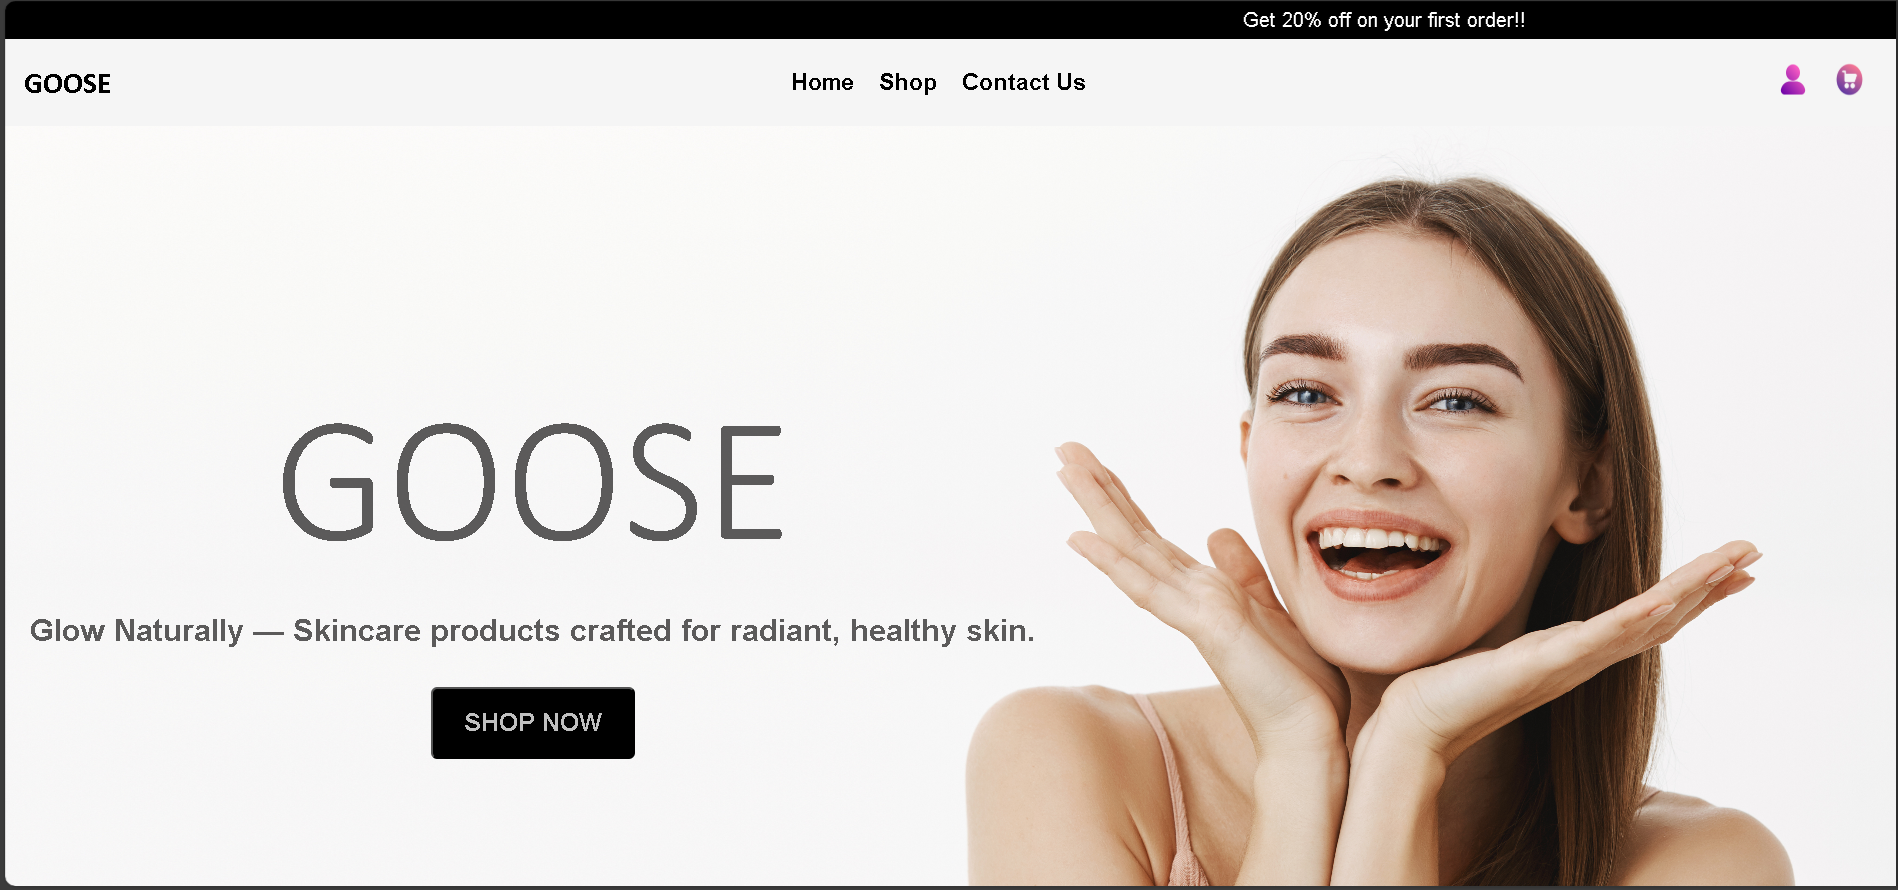 Get 20% off on your first order!!
GOOSE
Home Shop Contact Us
GOOSE
Glow Naturally — Skincare products crafted for radiant, healthy skin.
SHOP NOW